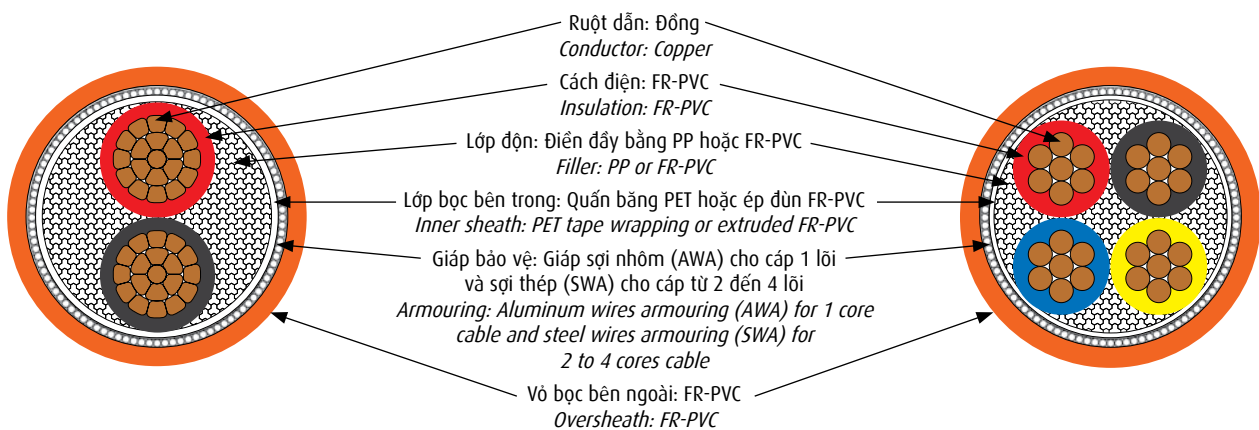 Ruột dẫn: Đồng
Conductor: Copper
Cách điện: FR-PVC
Insulation: FR-PVC
Lớp độn: Điền đầy bằng PP hoặc FR-PVC
Filler: PP or FR-PVC
Lớp bọc bên trong: Quấn băng PET hoặc ép đùn FR-PVC
Inner sheath: PET tape wrapping or extruded FR-PVC
Giáp bảo vệ: Giáp sợi nhôm (AWA) cho cáp 1 lõi
và sợi thép (SWA) cho cáp từ 2 đến 4 lõi
Armouring: Aluminum wires armouring (AWA) for 1 core
cable and steel wires armouring (SWA) for
2 to 4 cores cable
Vỏ bọc bên ngoài: FR-PVC
Oversheath: FR-PVC